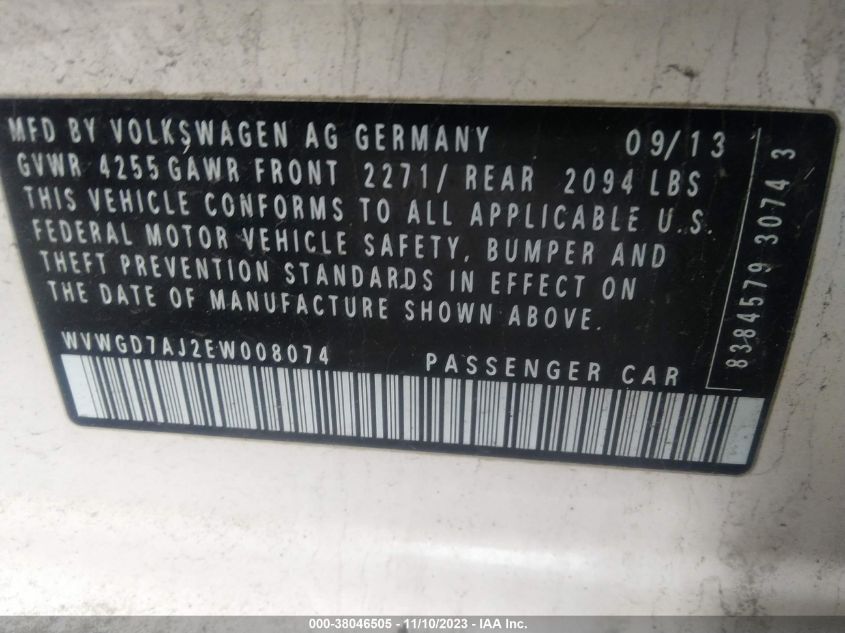 MFD BY VOLKSWAGEN AG GERMANY 09/13
GVWR 4255 GAWR FRONT 2271/ REAR 2094 LBS
THIS VEHICLE CONFORMS TO ALL APPLICABLE U.S.
FEDERAL MOTOR VEHICLE SAFETY, BUMPER AND
THEFT PREVENTION STANDARDS IN EFFECT ON
THE DATE OF MANUFACTURE SHOWN ABOVE.
WVWGD7AJ2EW008074 PASSENGER CAR
8384579 3074 3
000-38046505 - 11/10/2023 - IAA Inc.